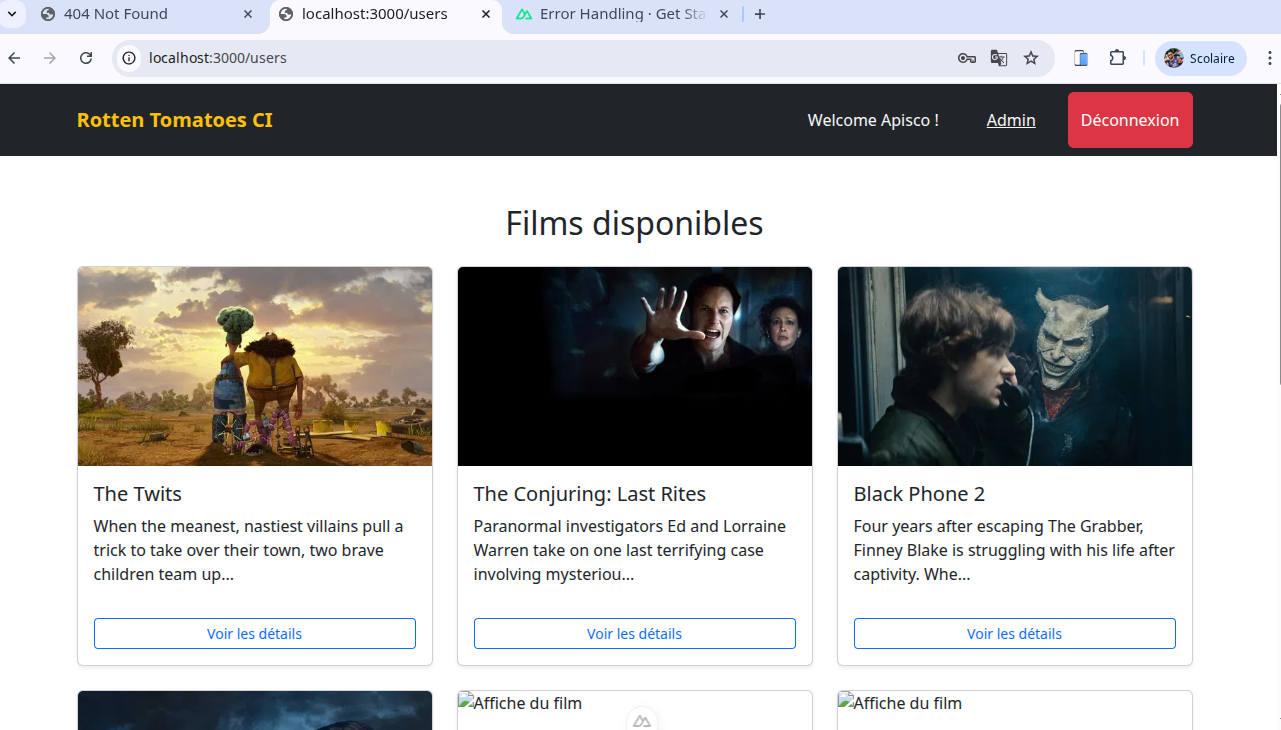 404 Not Found
localhost:3000/users
Error Handling · Get Sta
localhost:3000/users
Scolaire
Rotten Tomatoes CI
Welcome Apisco !
Admin
Déconnexion
Films disponibles
The Twits
When the meanest, nastiest villains pull a
trick to take over their town, two brave
children team up...
Voir les détails
The Conjuring: Last Rites
Paranormal investigators Ed and Lorraine
Warren take on one last terrifying case
involving mysteriou...
Voir les détails
Black Phone 2
Four years after escaping The Grabber,
Finney Blake is struggling with his life after
captivity. Whe...
Voir les détails
Affiche du film
Affiche du film